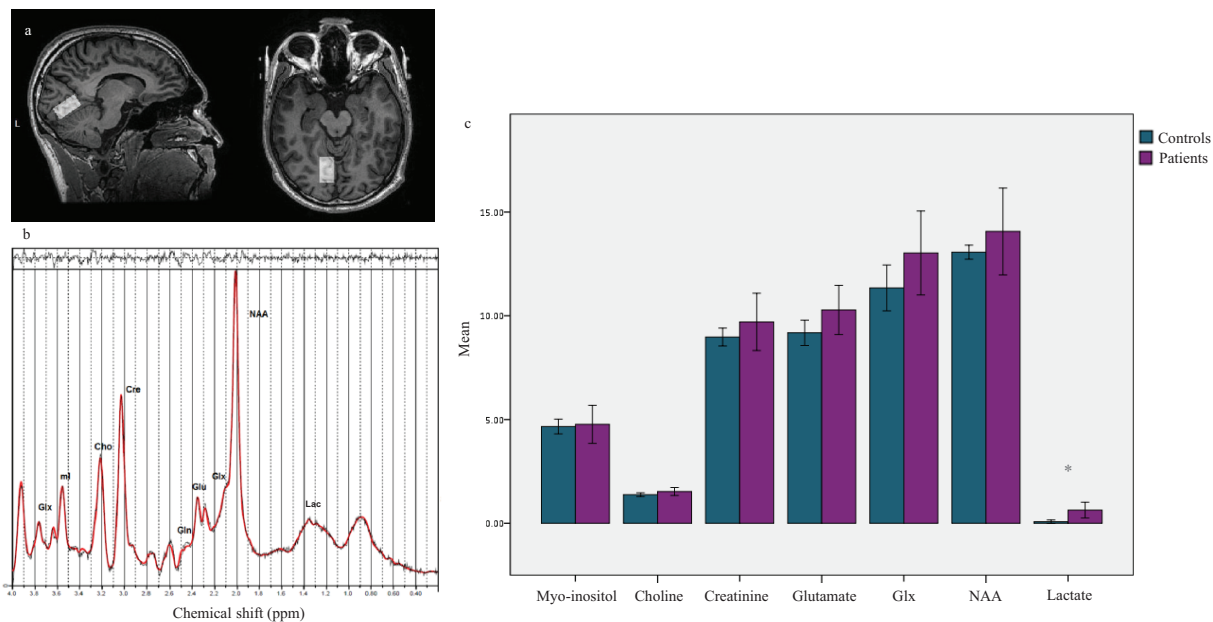 a
L
b
NAA
Cre
Cho
mI
Glx
Glu
Glx
Gln
Lac
4.0 3.8 3.6 3.4 3.2 3.0 2.8 2.6 2.4 2.2 2.0 1.8 1.6 1.4 1.2 1.0 0.80 0.60 0.40
Chemical shift (ppm)
c
Controls
Patients
15.00
10.00
5.00
0.00
Mean
*
Myo-inositol Choline Creatinine Glutamate Glx NAA Lactate